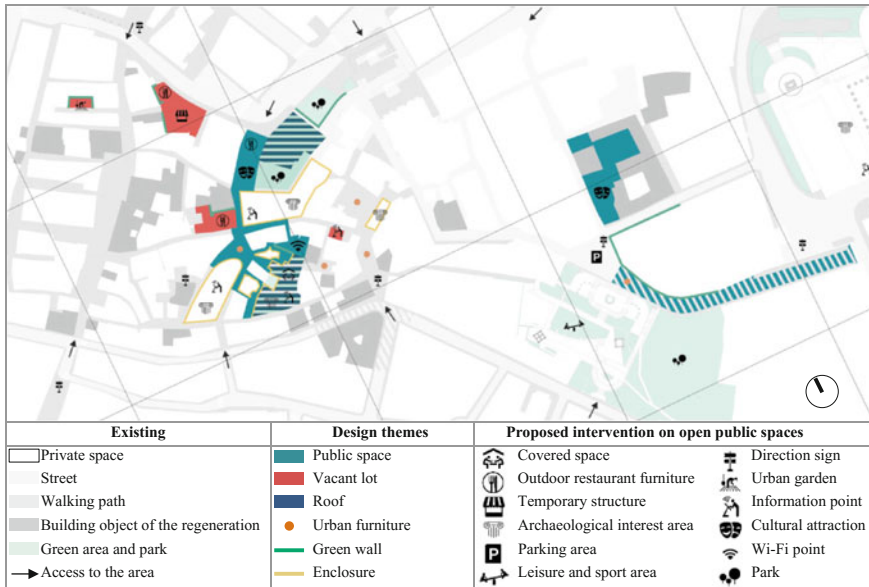 P
Existing Design themes Proposed intervention on open public spaces
Private space Public space Covered space Direction sign
Street Vacant lot Outdoor restaurant furniture Urban garden
Walking path Roof Temporary structure Information point
Building object of the regeneration Urban furniture Archaeological interest area Cultural attraction
Green area and park Green wall P Parking area Wi-Fi point
Access to the area Enclosure Leisure and sport area Park